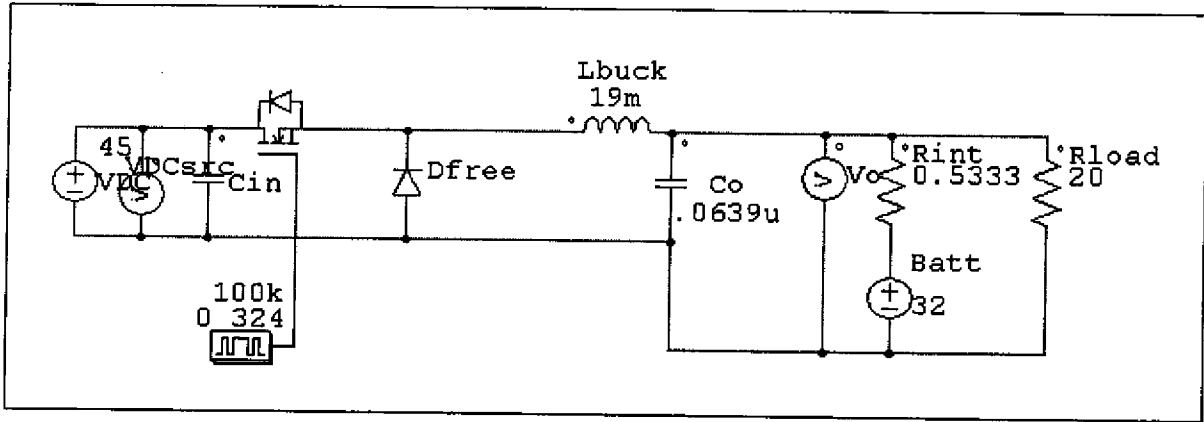 Lbuck
19m
45
VDCsrc
VDC
Cin
Dfree
Co
.0639u
Vo
Rint
0.5333
Rload
20
Batt
32
100k
0 324